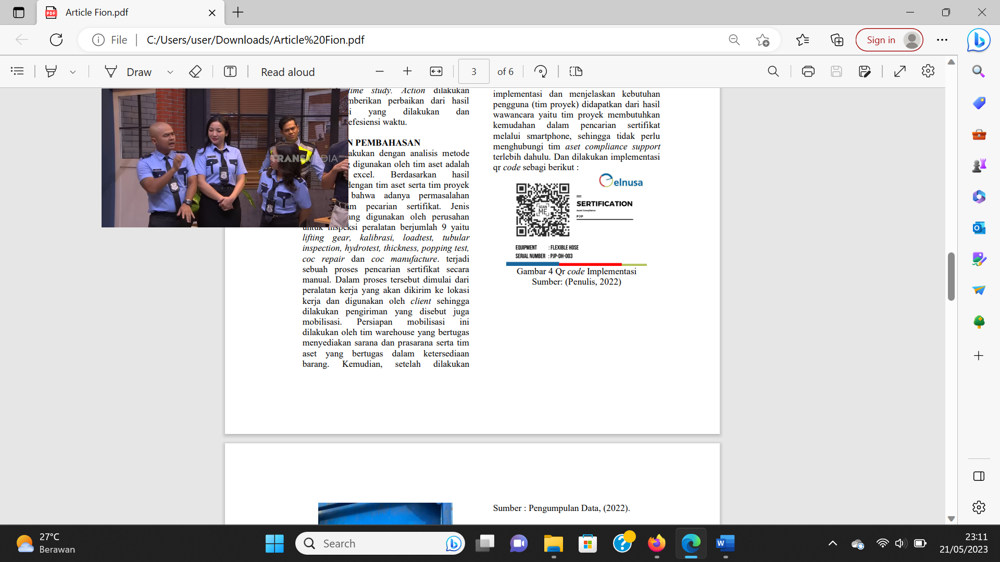 Article Fion.pdf
File
C:/Users/user/Downloads/Article%20Fion.pdf
Sign in
Draw
Read aloud
3
of 6
time study. Action dilakukan
mberikan perbaikan dari hasil
i yang dilakukan dan
efesiensi waktu.
N PEMBAHASAN
akukan dengan analisis metode
digunakan oleh tim aset adalah
excel. Berdasarkan hasil
dengan tim aset serta tim proyek
bahwa adanya permasalahan
m pecarian sertifikat. Jenis
ang digunakan oleh perusahan
untuk inspeksi peralatan berjumlah 9 yaitu
lifting gear, kalibrasi, loadtest, tubular
inspection, hydrotest, thickness, popping test,
coc repair dan coc manufacture. terjadi
sebuah proses pencarian sertifikat secara
manual. Dalam proses tersebut dimulai dari
peralatan kerja yang akan dikirim ke lokasi
kerja dan digunakan oleh client sehingga
dilakukan pengiriman yang disebut juga
mobilisasi. Persiapan mobilisasi ini
dilakukan oleh tim warehouse yang bertugas
menyediakan sarana dan prasarana serta tim
aset yang bertugas dalam ketersediaan
barang. Kemudian, setelah dilakukan
TRANSMEDIA
implementasi dan menjelaskan kebutuhan
pengguna (tim proyek) didapatkan dari hasil
wawancara yaitu tim proyek membutuhkan
kemudahan dalam pencarian sertifikat
melalui smartphone, sehingga tidak perlu
menghubungi tim aset compliance support
terlebih dahulu. Dan dilakukan implementasi
qr code sebagi berikut :
elnusa
SCAN
ME
2022
SERTIFICATION
Asset Compliance
PJP
EQUIPMENT : FLEXIBLE HOSE
SERIAL NUMBER : PJP-DH-003
Gambar 4 Qr code Implementasi
Sumber: (Penulis, 2022)
Sumber : Pengumpulan Data, (2022).
27°C
Berawan
Search
23:11
21/05/2023